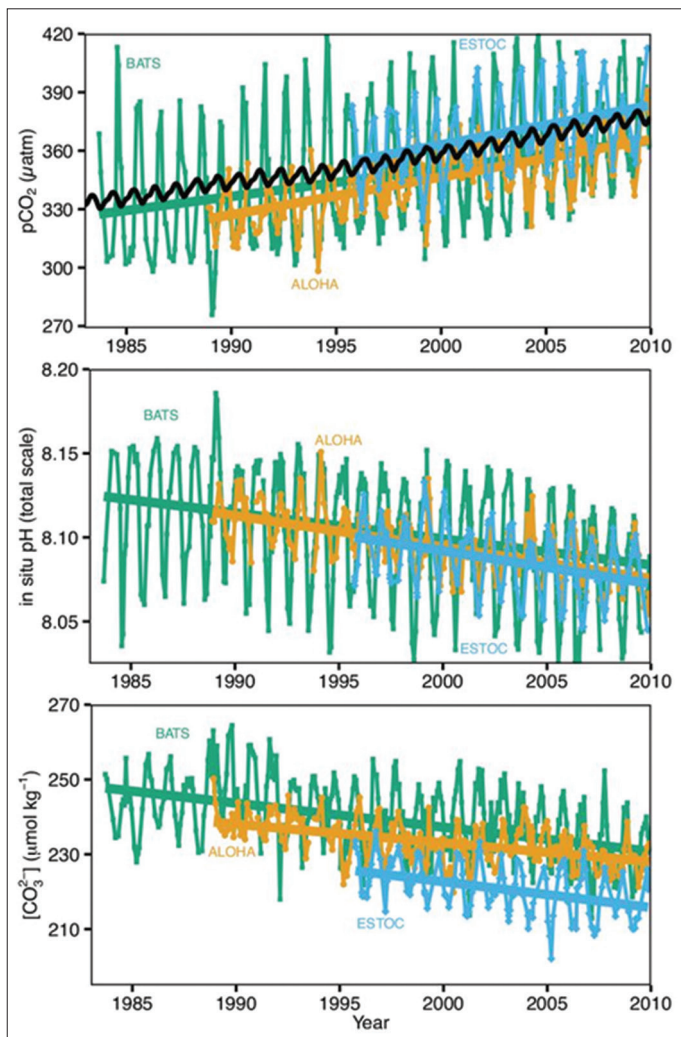 420
390
360
330
300
270
pCO₂ (μatm)
BATS
ESTOC
ALOHA
1985 1990 1995 2000 2005 2010
8.20
8.15
8.10
8.05
in situ pH (total scale)
BATS
ALOHA
ESTOC
1985 1990 1995 2000 2005 2010
270
250
230
210
[CO₃²⁻] (μmol kg⁻¹)
BATS
ALOHA
ESTOC
1985 1990 1995 2000 2005 2010
Year